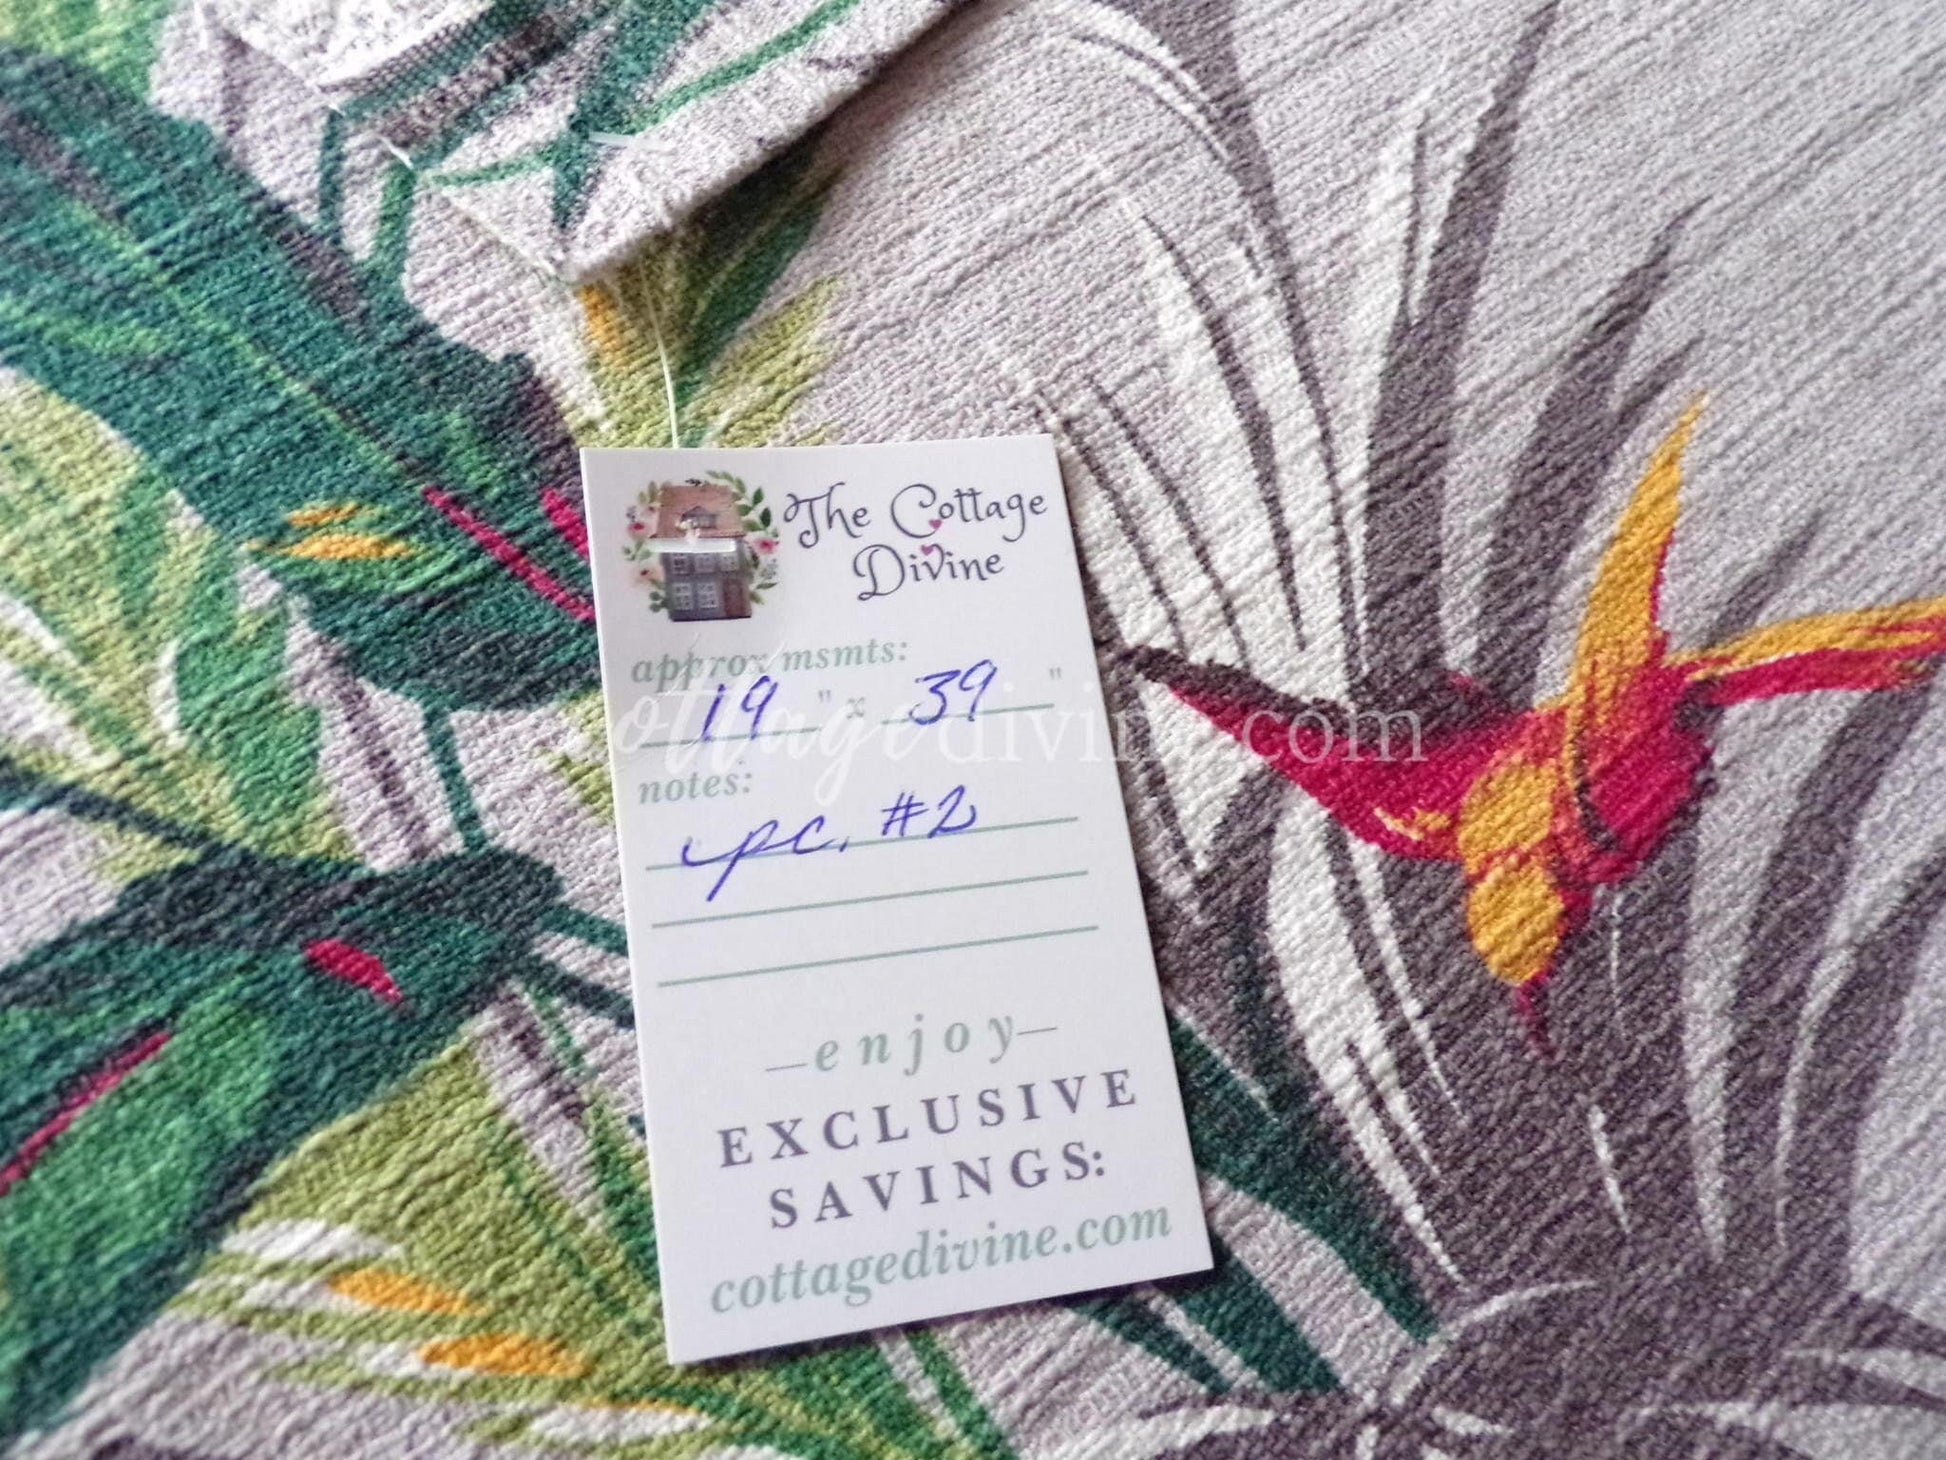 The Cottage
Divine
approx msmts:
19 " x 39 "
cottagedivine.com
notes:
pc. #2
—enjoy—
EXCLUSIVE
SAVINGS:
cottagedivine.com